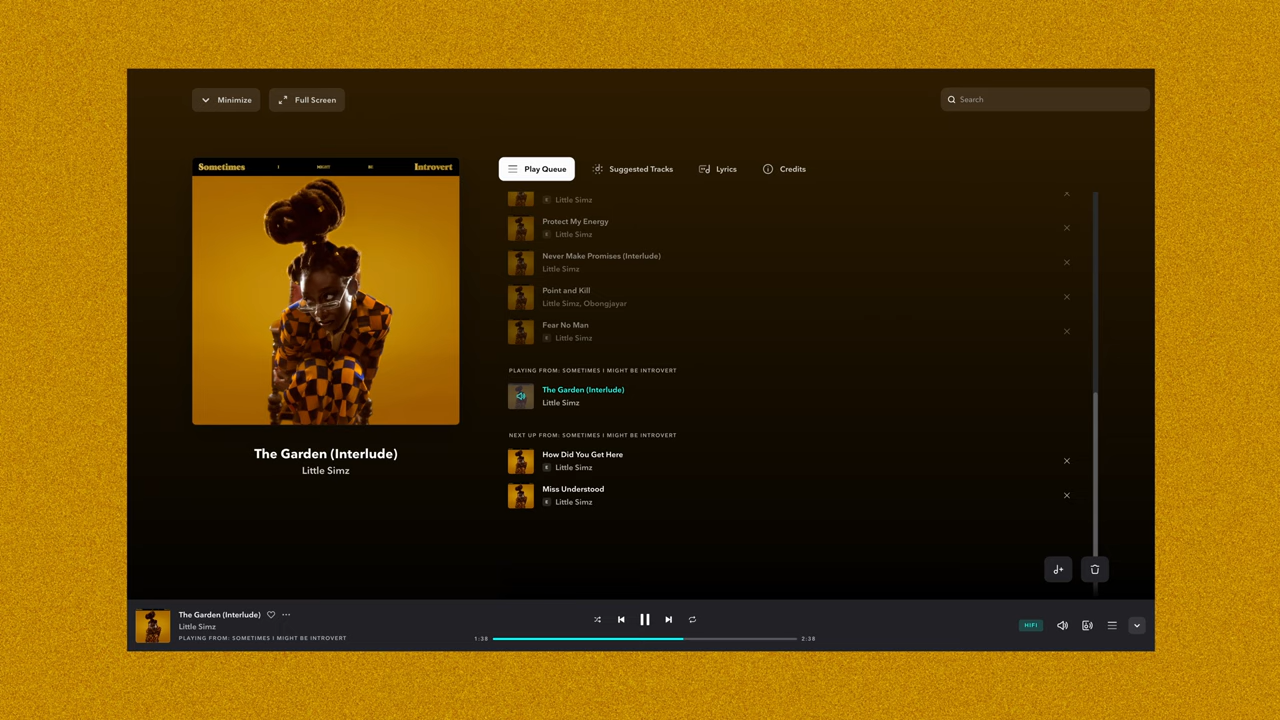 Minimize
Full Screen
Search
Sometimes I MIGHT BE Introvert
Play Queue
Suggested Tracks
Lyrics
Credits
E Little Simz
Protect My Energy
E Little Simz
Never Make Promises (Interlude)
Little Simz
Point and Kill
Little Simz, Obongjayar
Fear No Man
E Little Simz
PLAYING FROM: SOMETIMES I MIGHT BE INTROVERT
The Garden (Interlude)
Little Simz
NEXT UP FROM: SOMETIMES I MIGHT BE INTROVERT
How Did You Get Here
E Little Simz
Miss Understood
E Little Simz
The Garden (Interlude)
Little Simz
The Garden (Interlude)
Little Simz
PLAYING FROM: SOMETIMES I MIGHT BE INTROVERT
1:38
2:38
HIFI